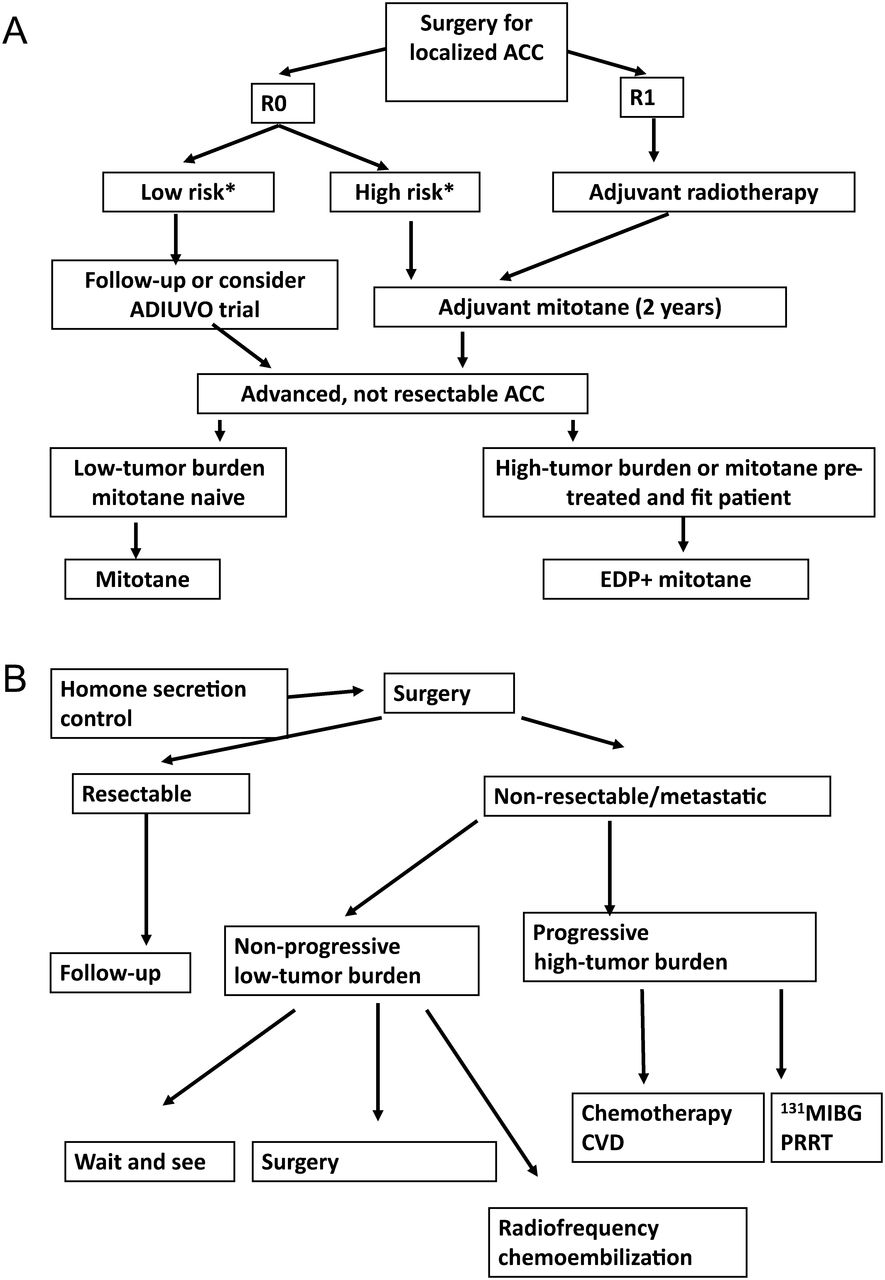 A
Surgery for
localized ACC
R0
R1
Low risk*
High risk*
Adjuvant radiotherapy
Follow-up or consider
ADIUVO trial
Adjuvant mitotane (2 years)
Advanced, not resectable ACC
Low-tumor burden
mitotane naive
High-tumor burden or mitotane pre-
treated and fit patient
Mitotane
EDP+ mitotane
B
Homone secretion
control
Surgery
Resectable
Non-resectable/metastatic
Non-progressive
low-tumor burden
Progressive
high-tumor burden
Follow-up
Chemotherapy
CVD
¹³¹MIBG
PRRT
Wait and see
Surgery
Radiofrequency
chemoembilization